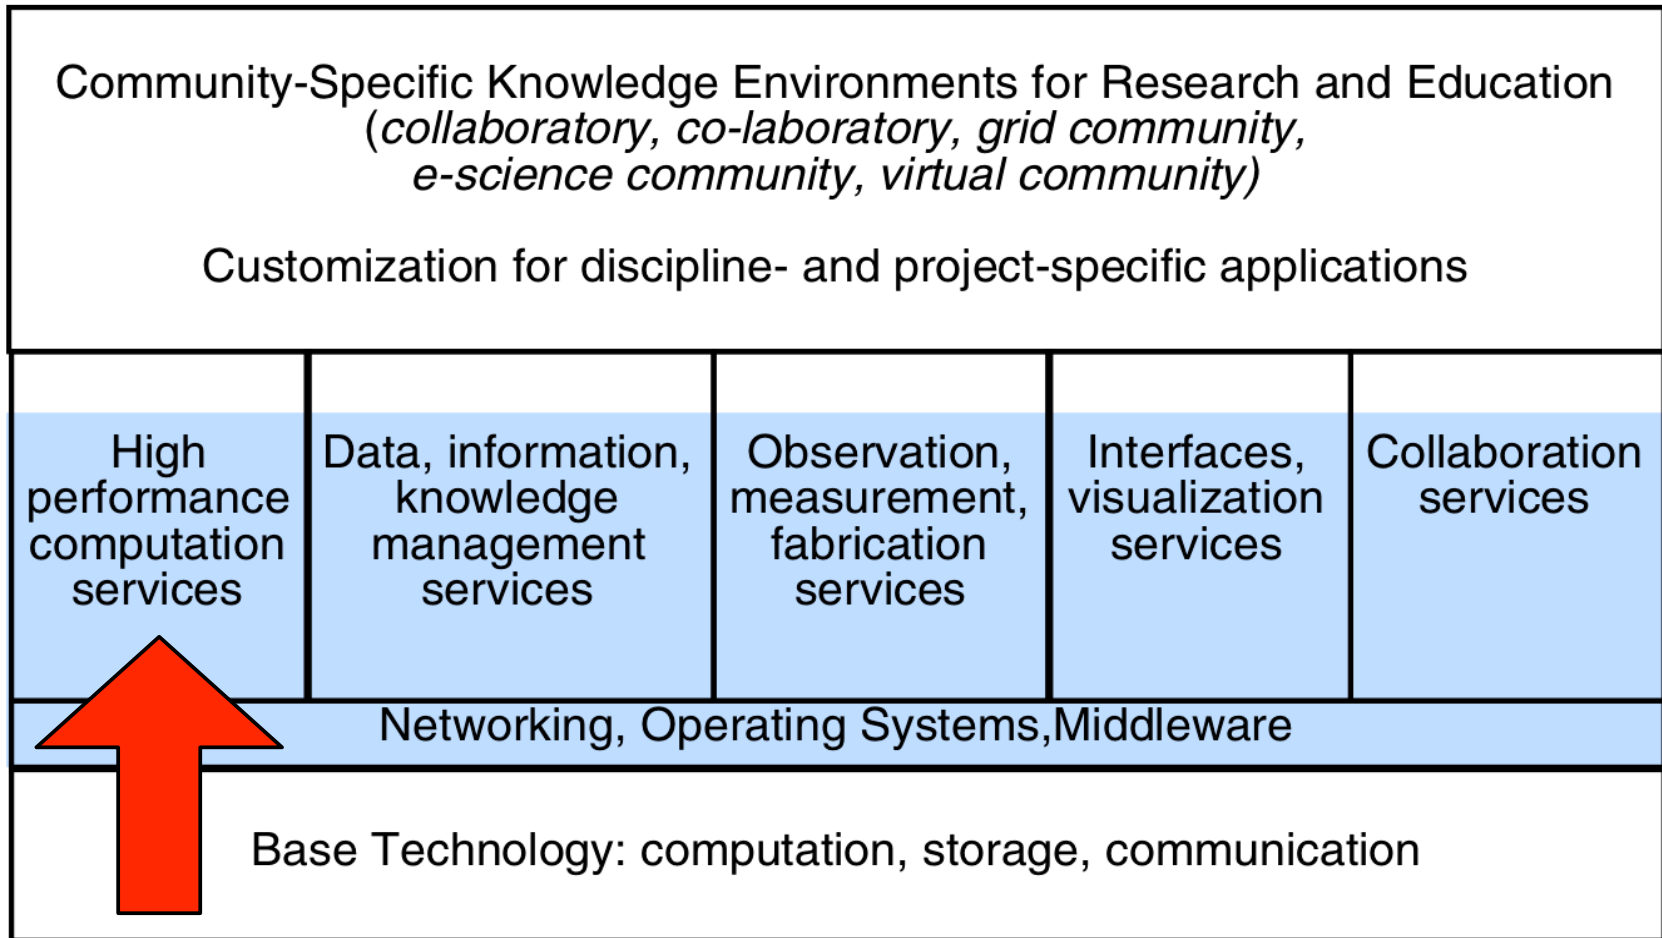 Community-Specific Knowledge Environments for Research and Education
(collaboratory, co-laboratory, grid community,
e-science community, virtual community)
Customization for discipline- and project-specific applications
High
performance
computation
services
Data, information,
knowledge
management
services
Observation,
measurement,
fabrication
services
Interfaces,
visualization
services
Collaboration
services
Networking, Operating Systems,Middleware
Base Technology: computation, storage, communication